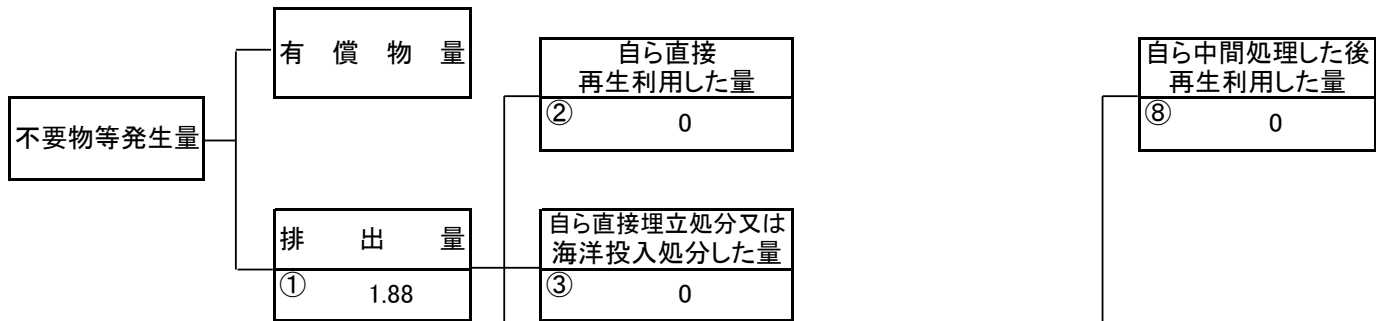 不要物等発生量
有償物量
排出量
① 1.88
自ら直接
再生利用した量
② 0
自ら直接埋立処分又は
海洋投入処分した量
③ 0
自ら中間処理した後
再生利用した量
⑧ 0